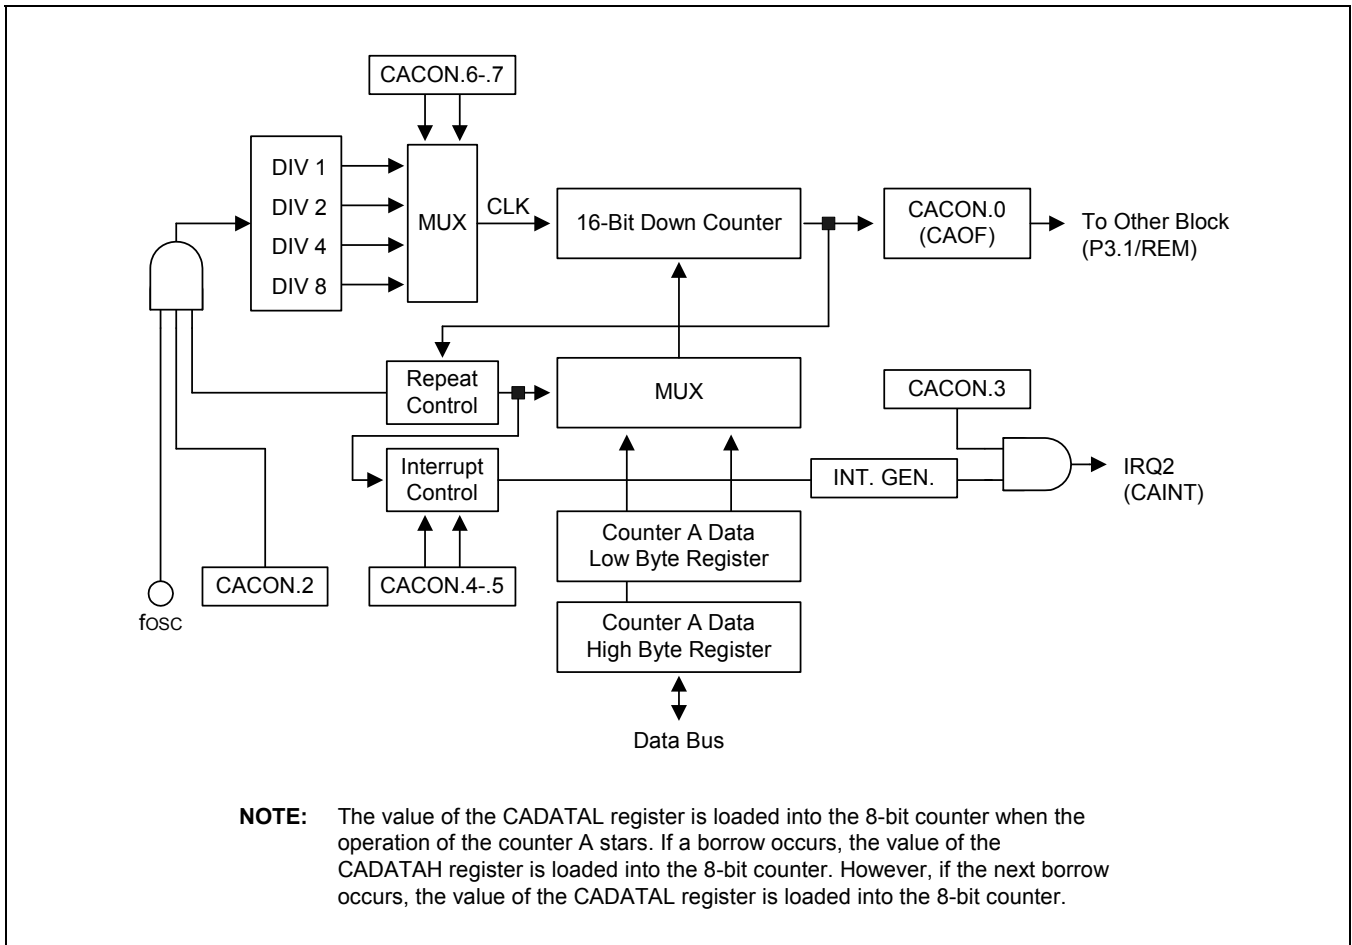 CACON.6-.7
DIV 1
DIV 2
DIV 4
DIV 8
MUX
CLK
16-Bit Down Counter
CACON.0
(CAOF)
To Other Block
(P3.1/REM)
Repeat
Control
MUX
CACON.3
Interrupt
Control
INT. GEN.
IRQ2
(CAINT)
Counter A Data
Low Byte Register
CACON.2
CACON.4-.5
fOSC
Counter A Data
High Byte Register
Data Bus
NOTE: The value of the CADATAL register is loaded into the 8-bit counter when the
operation of the counter A stars. If a borrow occurs, the value of the
CADATAH register is loaded into the 8-bit counter. However, if the next borrow
occurs, the value of the CADATAL register is loaded into the 8-bit counter.